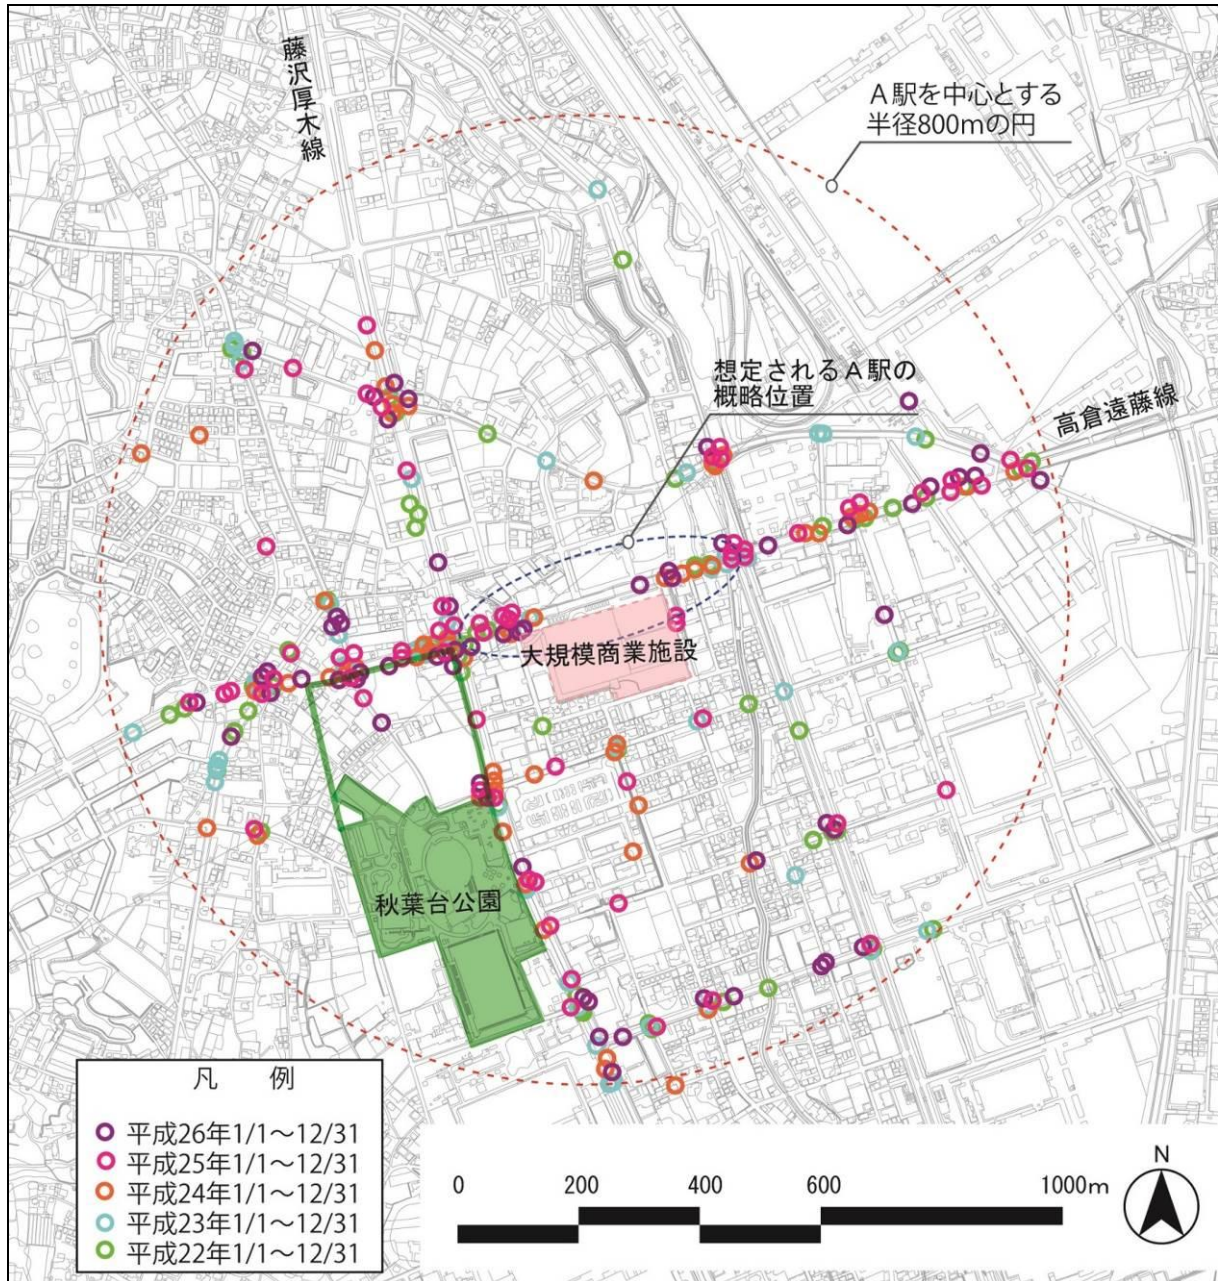 藤沢厚木線
A駅を中心とする
半径800mの円
想定されるA駅の
概略位置
高倉遠藤線
大規模商業施設
秋葉台公園
凡 例
平成26年1/1～12/31
平成25年1/1～12/31
平成24年1/1～12/31
平成23年1/1～12/31
平成22年1/1～12/31
0 200 400 600 1000m
N